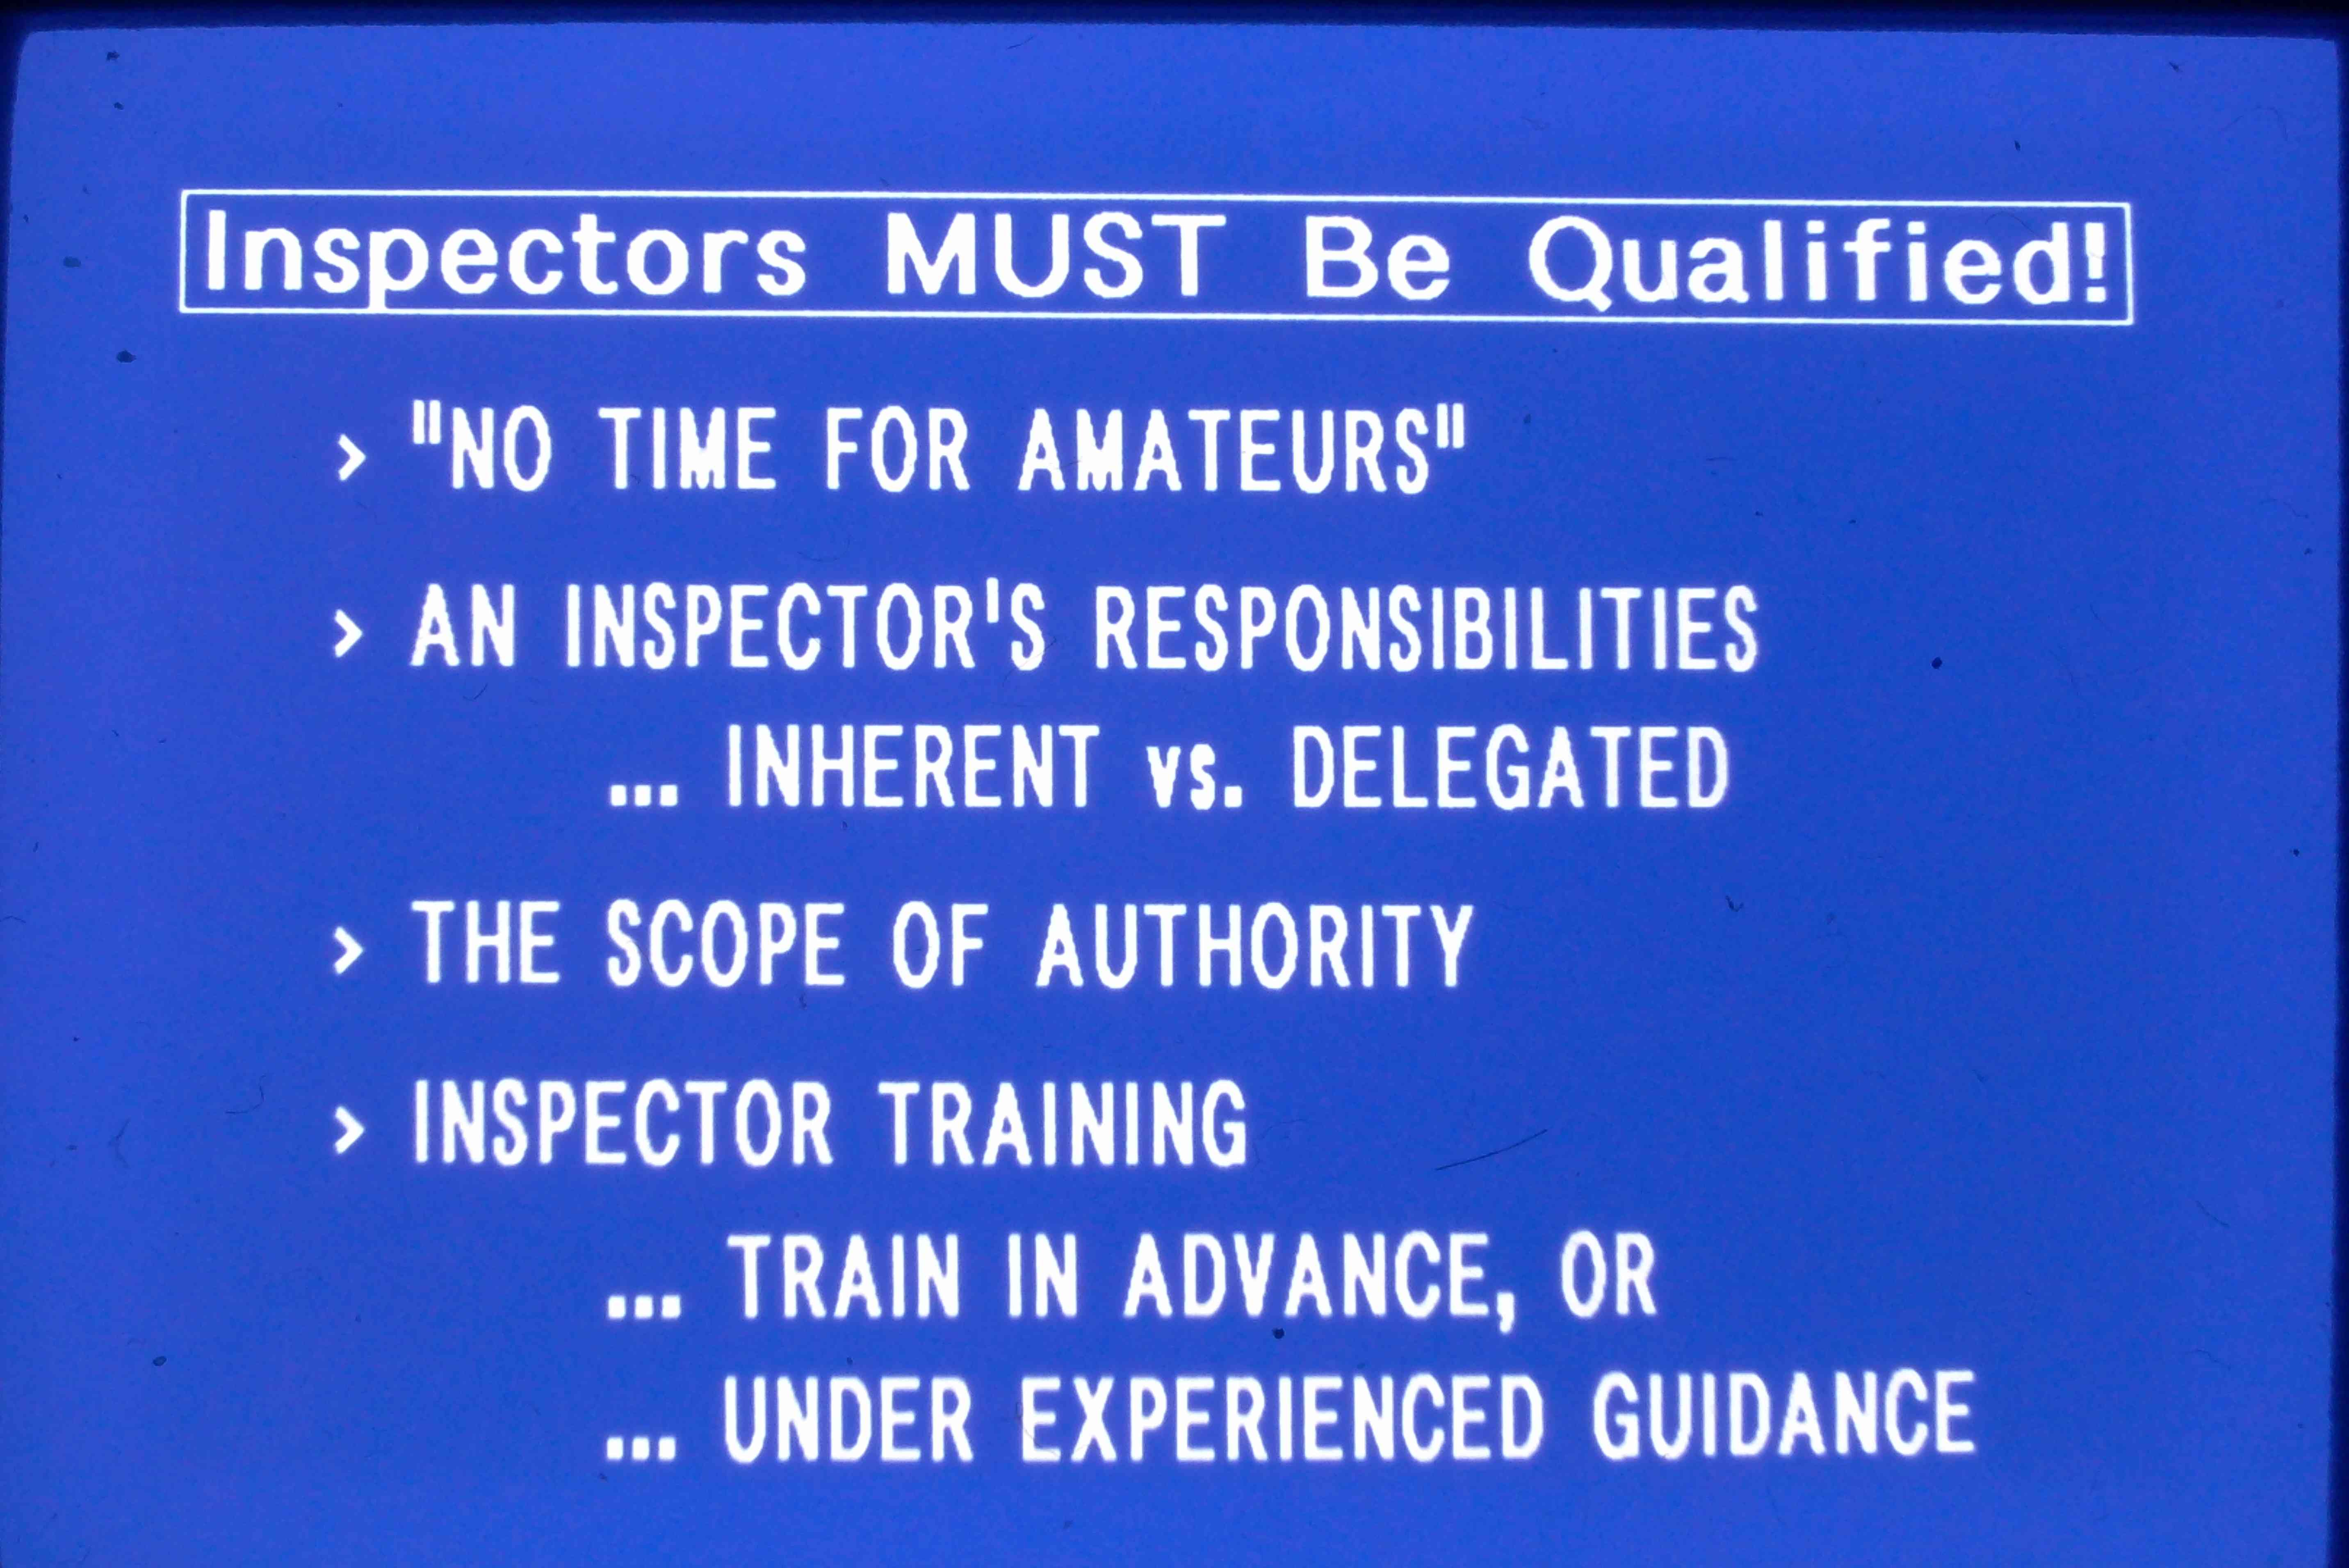 Inspectors MUST Be Qualified!
> "NO TIME FOR AMATEURS"
> AN INSPECTOR'S RESPONSIBILITIES
... INHERENT vs. DELEGATED
> THE SCOPE OF AUTHORITY
> INSPECTOR TRAINING
... TRAIN IN ADVANCE, OR
... UNDER EXPERIENCED GUIDANCE